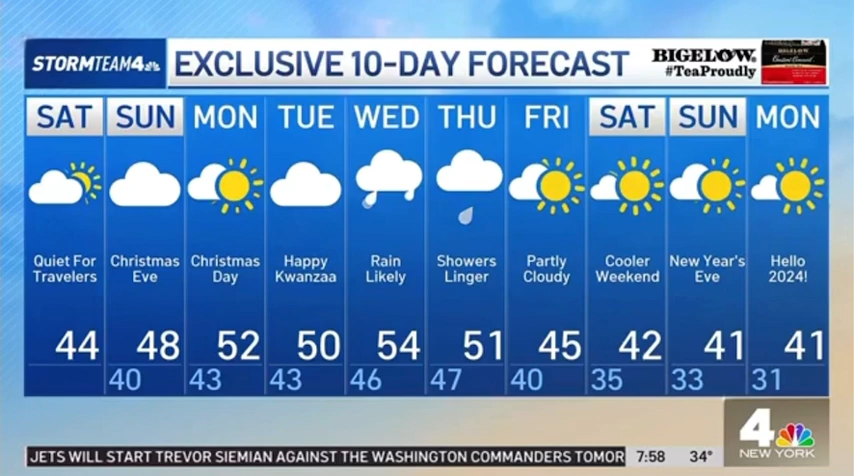 STORMTEAM4
EXCLUSIVE 10-DAY FORECAST
BIGELOW®
#TeaProudly
SAT SUN MON TUE WED THU FRI SAT SUN MON
Quiet For Travelers
Christmas Eve
Christmas Day
Happy Kwanzaa
Rain Likely
Showers Linger
Partly Cloudy
Cooler Weekend
New Year's Eve
Hello 2024!
44 48 52 50 54 51 45 42 41 41
40 43 43 46 47 40 35 33 31
4
NEW YORK
JETS WILL START TREVOR SIEMIAN AGAINST THE WASHINGTON COMMANDERS TOMOR
7:58 34°